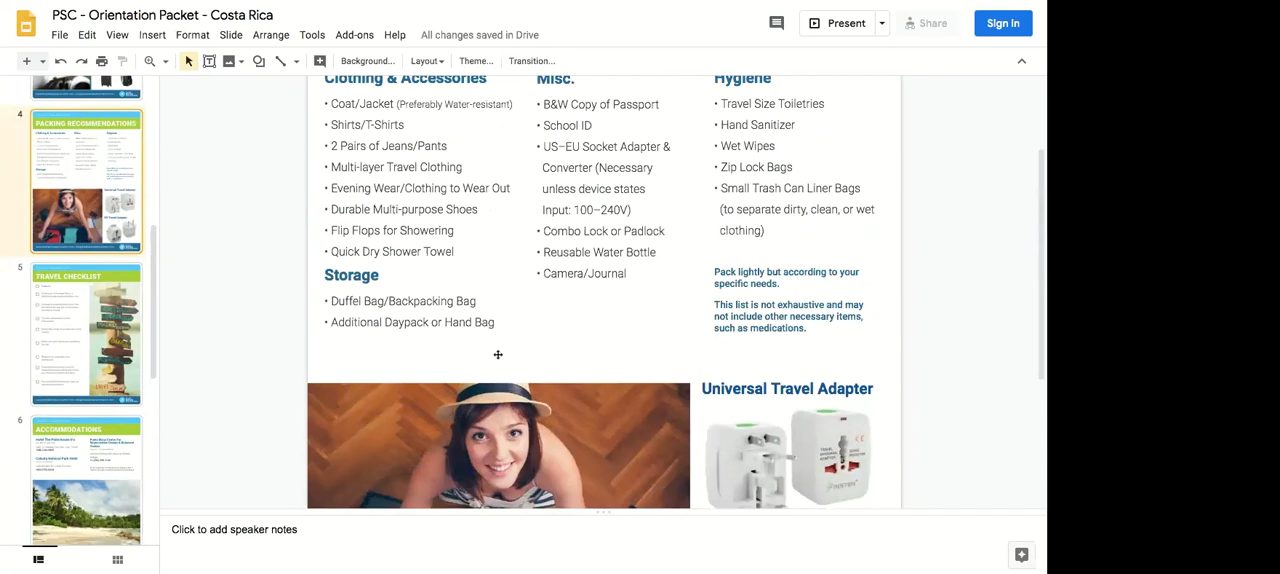 PSC - Orientation Packet - Costa Rica
File Edit View Insert Format Slide Arrange Tools Add-ons Help All changes saved in Drive
Present
Share
Sign in
Background...
Layout
Theme...
Transition...
4
PACKING RECOMMENDATIONS
5
TRAVEL CHECKLIST
6
ACCOMMODATIONS
Clothing & Accessories
• Coat/Jacket (Preferably Water-resistant)
• Shirts/T-Shirts
• 2 Pairs of Jeans/Pants
• Multi-layer Travel Clothing
• Evening Wear/Clothing to Wear Out
• Durable Multi-purpose Shoes
• Flip Flops for Showering
• Quick Dry Shower Towel
Storage
• Duffel Bag/Backpacking Bag
• Additional Daypack or Hand Bag
Misc.
• B&W Copy of Passport
• School ID
• US–EU Socket Adapter &
Converter (Necessary
unless device states
Input: 100–240V)
• Combo Lock or Padlock
• Reusable Water Bottle
• Camera/Journal
Hygiene
• Travel Size Toiletries
• Hand Sanitizer
• Wet Wipes
• Zip Lock Bags
• Small Trash Can Liner Bags
(to separate dirty, clean, or wet
clothing)
Pack lightly but according to your
specific needs.
This list is not exhaustive and may
not include other necessary items,
such as medications.
Universal Travel Adapter
Click to add speaker notes